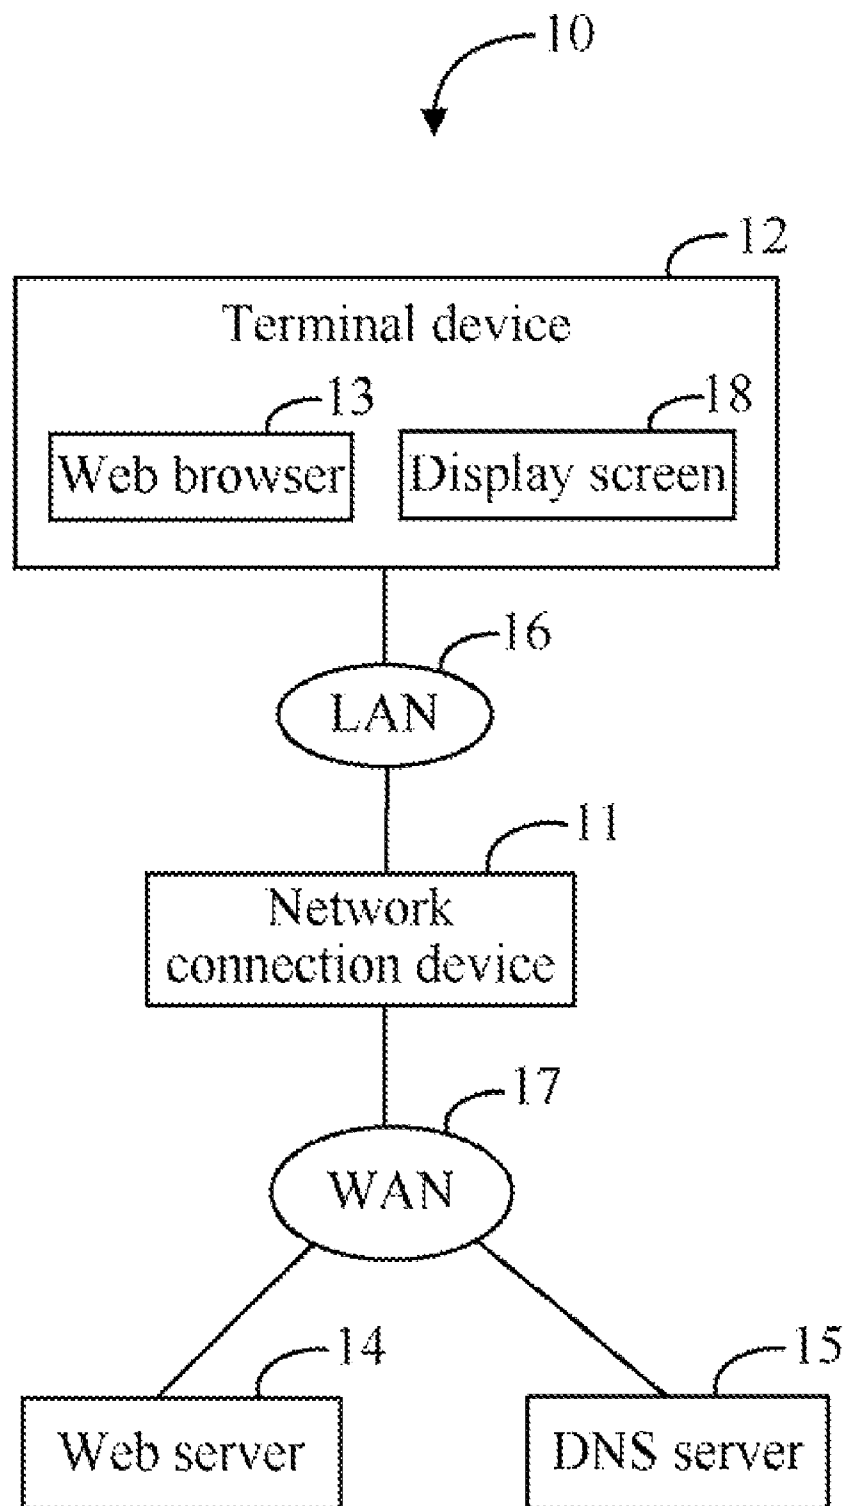 10
12
Terminal device
13
18
Web browser
Display screen
16
LAN
11
Network
connection device
17
WAN
14
15
Web server
DNS server